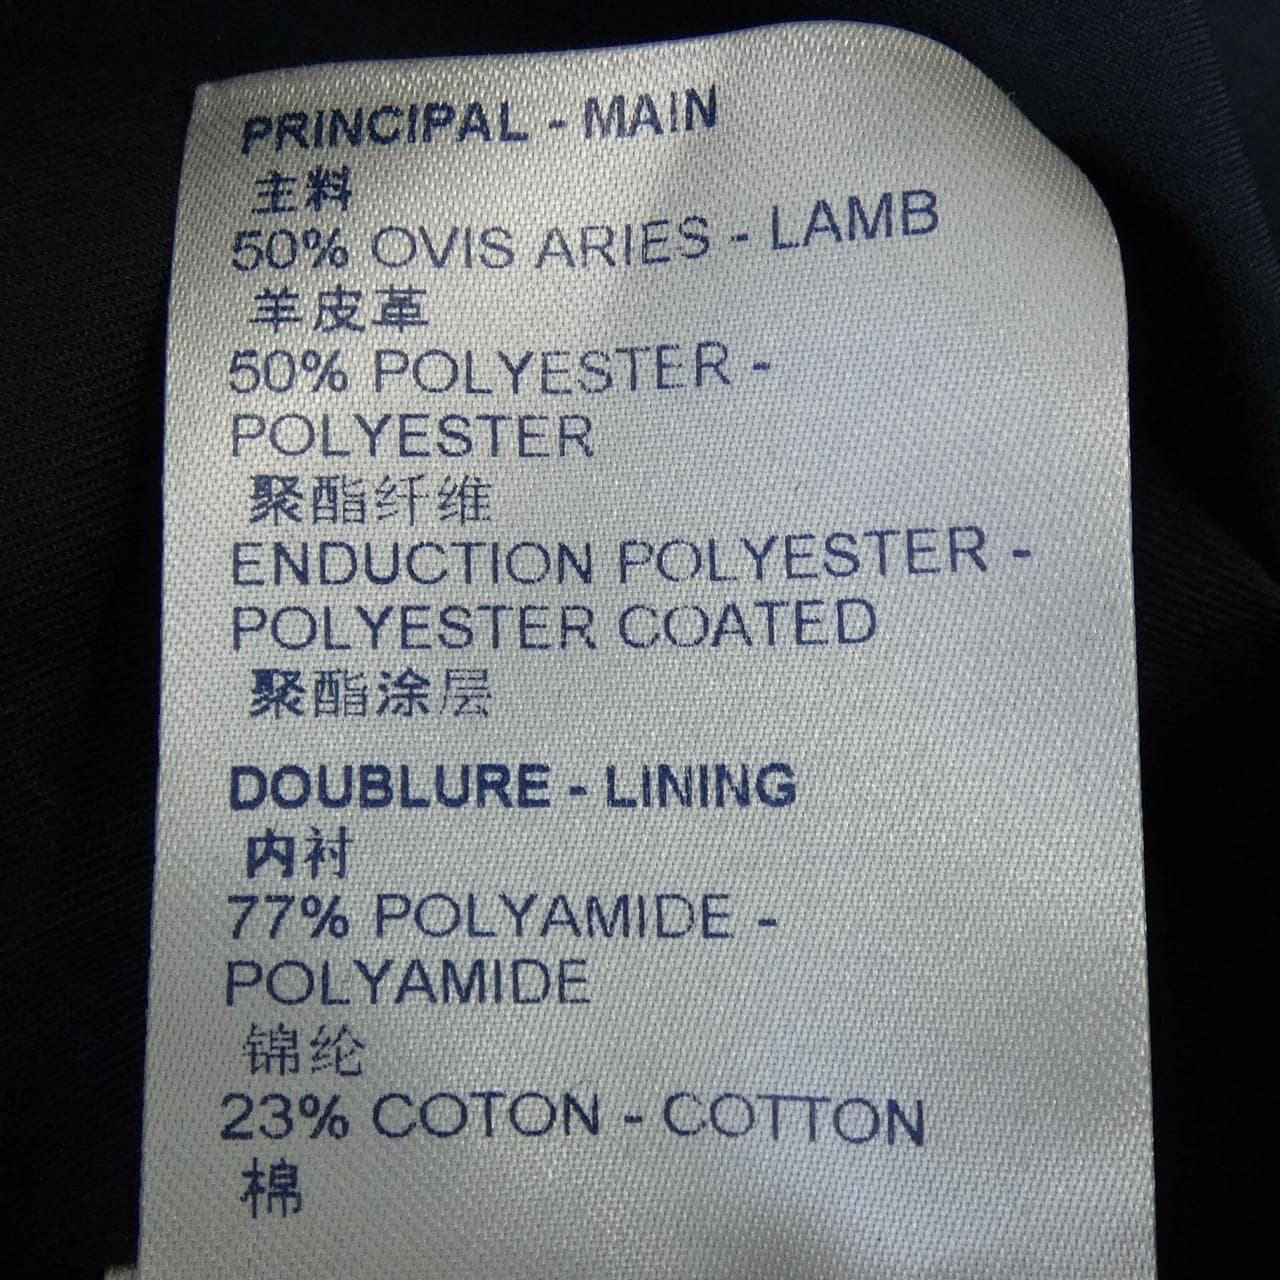 PRINCIPAL - MAIN
主料
50% OVIS ARIES - LAMB
羊皮革
50% POLYESTER -
POLYESTER
聚酯纤维
ENDUCTION POLYESTER -
POLYESTER COATED
聚酯涂层
DOUBLURE - LINING
内衬
77% POLYAMIDE -
POLYAMIDE
锦纶
23% COTON - COTTON
棉